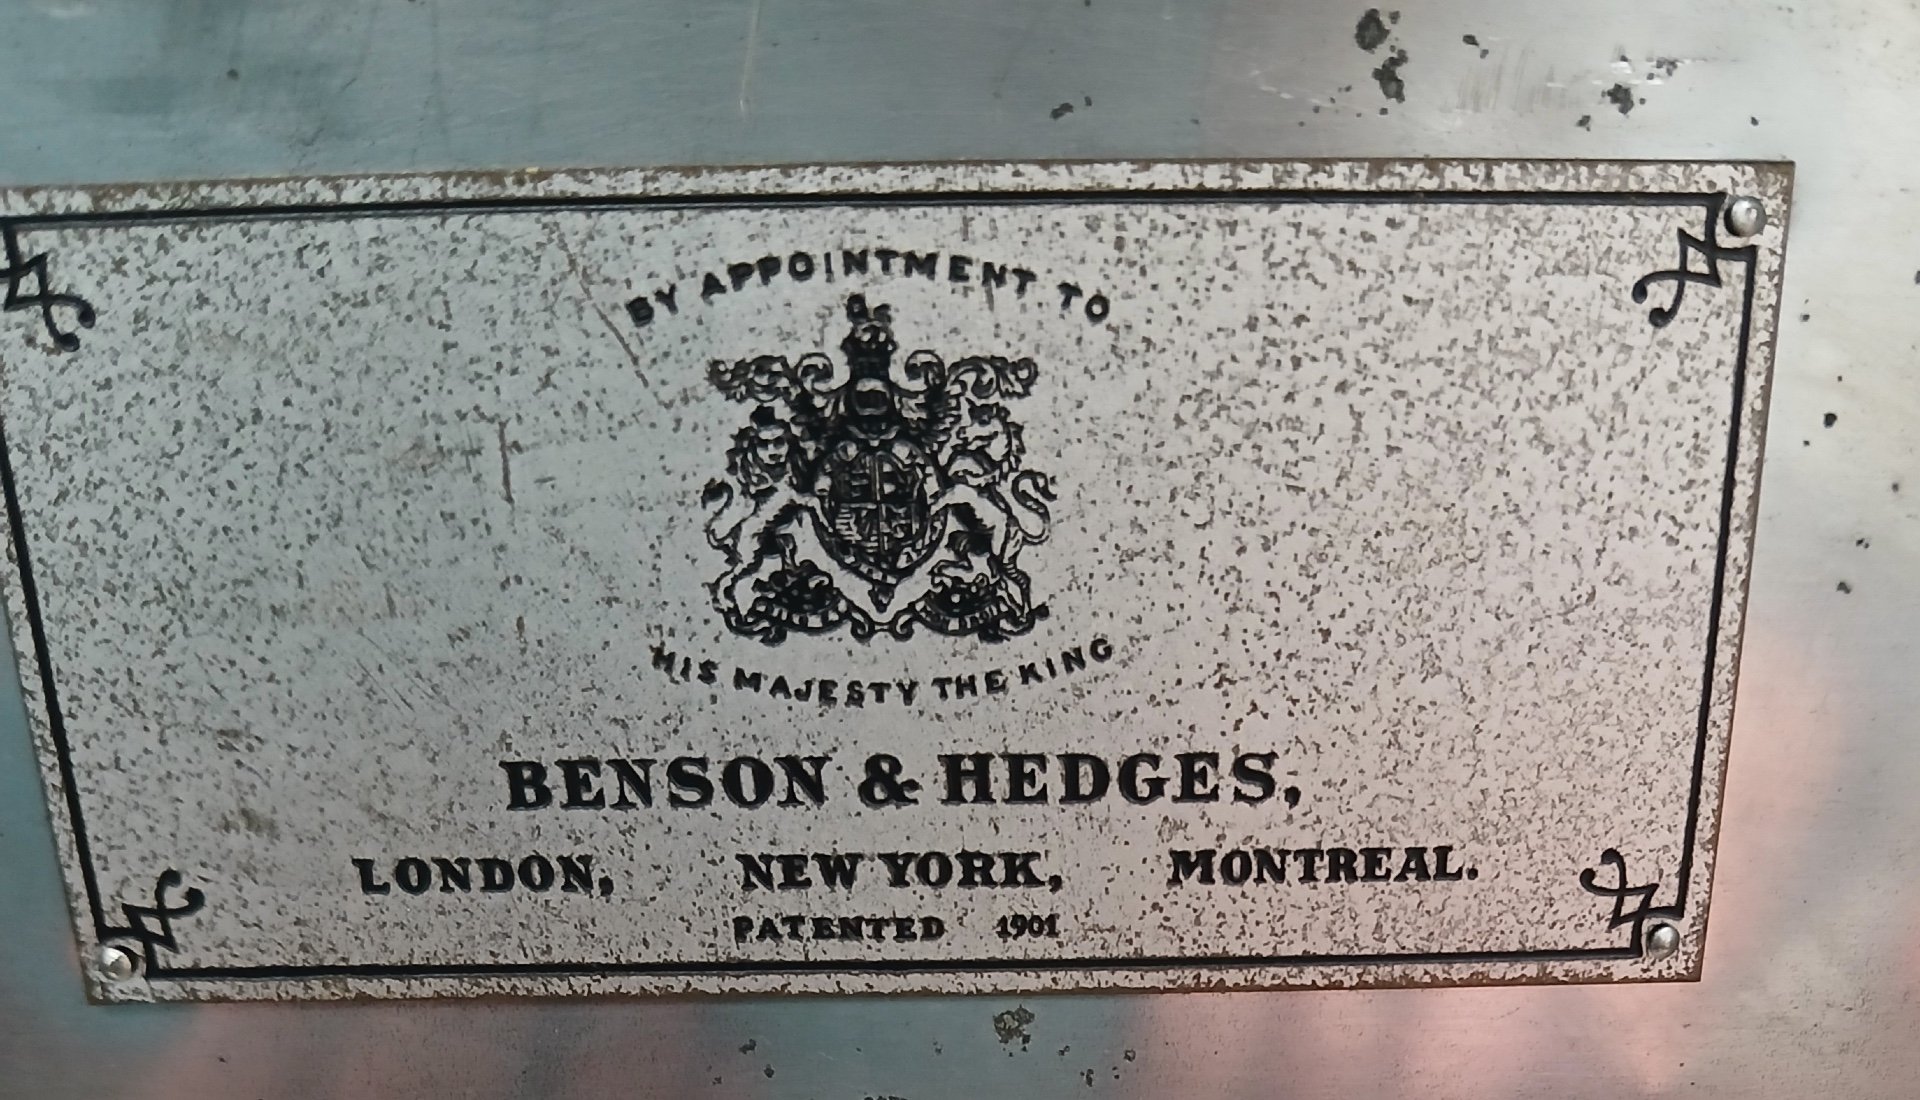 BY APPOINTMENT TO
HIS MAJESTY THE KING
BENSON & HEDGES,
LONDON, NEW YORK, MONTREAL.
PATENTED 1901